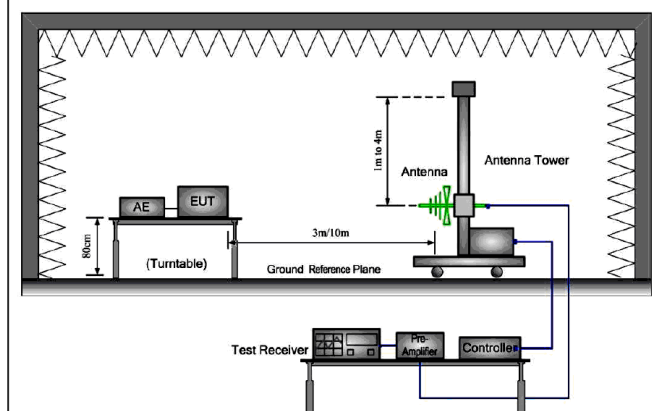 1m to 4m
Antenna
Antenna Tower
AE
EUT
80cm
3m/10m
(Turntable)
Ground Reference Plane
Test Receiver
Pre-
Amplifier
Controller